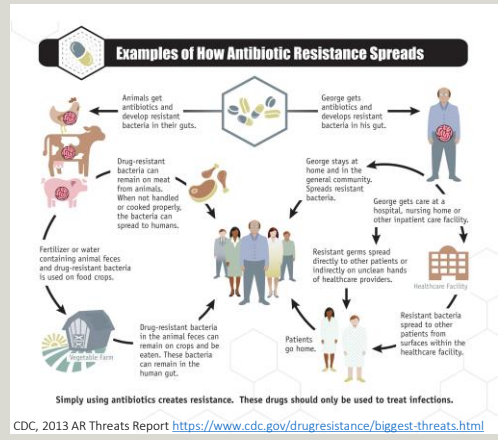 Examples of How Antibiotic Resistance Spreads
Animals get
antibiotics and
develop resistant
bacteria in their guts.
George gets
antibiotics and
develops resistant
bacteria in his gut.
Drug-resistant
bacteria can
remain on meat
from animals.
When not handled
or cooked properly,
the bacteria can
spread to humans.
George stays at
home and in the
general community.
Spreads resistant
bacteria.
George gets care at a
hospital, nursing home or
other inpatient care facility.
Fertilizer or water
containing animal feces
and drug-resistant bacteria
is used on food crops.
Resistant germs spread
directly to other patients or
indirectly on unclean hands
of healthcare providers.
Healthcare Facility
Vegetable Farm
Drug-resistant bacteria
in the animal feces can
remain on crops and be
eaten. These bacteria
can remain in the
human gut.
Patients
go home.
Resistant bacteria
spread to other
patients from
surfaces within the
healthcare facility.
Simply using antibiotics creates resistance. These drugs should only be used to treat infections.
CDC, 2013 AR Threats Report https://www.cdc.gov/drugresistance/biggest-threats.html